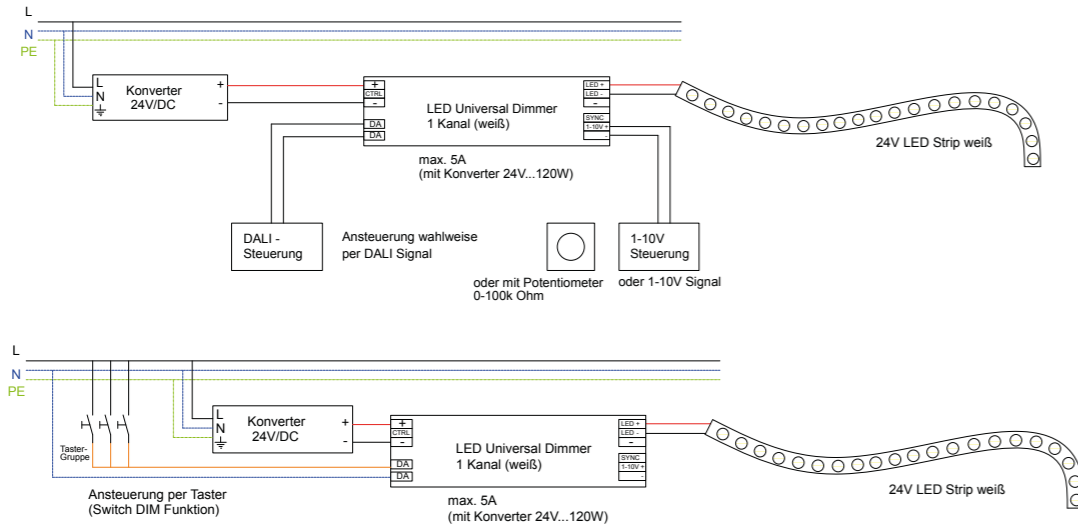 L
N
PE
L
N
Konverter
24V/DC
+
-
+
CTRL
-
DA
DA
LED Universal Dimmer
1 Kanal (weiß)
LED +
LED -
-
SYNC
1-10V +
-
24V LED Strip weiß
max. 5A
(mit Konverter 24V...120W)
DALI -
Steuerung
Ansteuerung wahlweise
per DALI Signal
oder mit Potentiometer
0-100k Ohm
1-10V
Steuerung
oder 1-10V Signal
L
N
PE
Taster-
Gruppe
L
N
Konverter
24V/DC
+
-
+
CTRL
-
DA
DA
LED Universal Dimmer
1 Kanal (weiß)
LED +
LED -
-
SYNC
1-10V +
-
24V LED Strip weiß
Ansteuerung per Taster
(Switch DIM Funktion)
max. 5A
(mit Konverter 24V...120W)